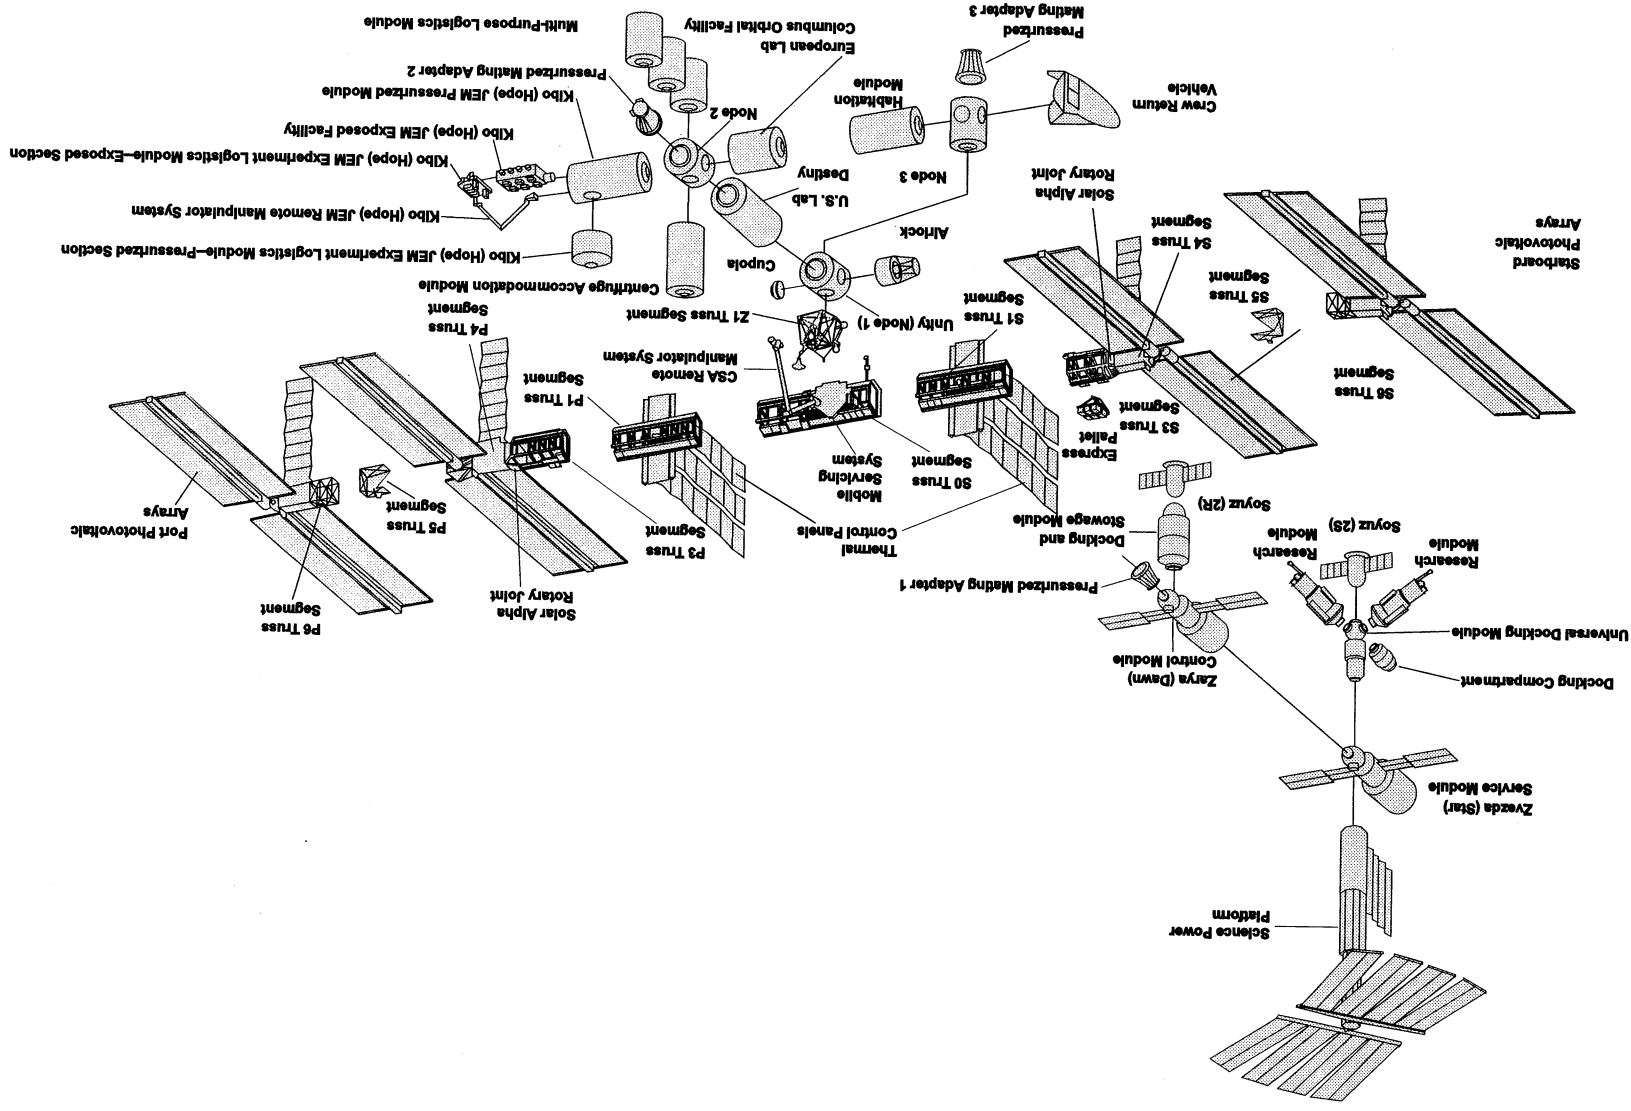 Science Power
Platform
Zvezda (Star)
Service Module
Docking Compartment
Universal Docking Module
Zarya (Dawn)
Control Module
Research
Module
Soyuz (2S)
Research
Module
Pressurized Mating Adapter 1
Docking and
Stowage Module
Soyuz (2R)
P6 Truss
Segment
Solar Alpha
Rotary Joint
P3 Truss
Segment
Port Photovoltaic
Arrays
P5 Truss
Segment
Thermal
Control Panels
Mobile
Servicing
System
S0 Truss
Segment
Express
Pallet
S3 Truss
Segment
S6 Truss
Segment
P1 Truss
Segment
CSA Remote
Manipulator System
P4 Truss
Segment
Z1 Truss Segment
Unity (Node 1)
S1 Truss
Segment
S5 Truss
Segment
Starboard
Photovoltaic
Arrays
S4 Truss
Segment
Solar Alpha
Rotary Joint
Centrifuge Accommodation Module
Cupola
Airlock
Kibo (Hope) JEM Experiment Logistics Module—Pressurized Section
Kibo (Hope) JEM Remote Manipulator System
U.S. Lab
Destiny
Node 3
Kibo (Hope) JEM Experiment Logistics Module—Exposed Section
Kibo (Hope) JEM Exposed Facility
Node 2
Habitation
Module
Crew Return
Vehicle
Kibo (Hope) JEM Pressurized Module
Pressurized Mating Adapter 2
European Lab
Columbus Orbital Facility
Pressurized
Mating Adapter 3
Multi-Purpose Logistics Module